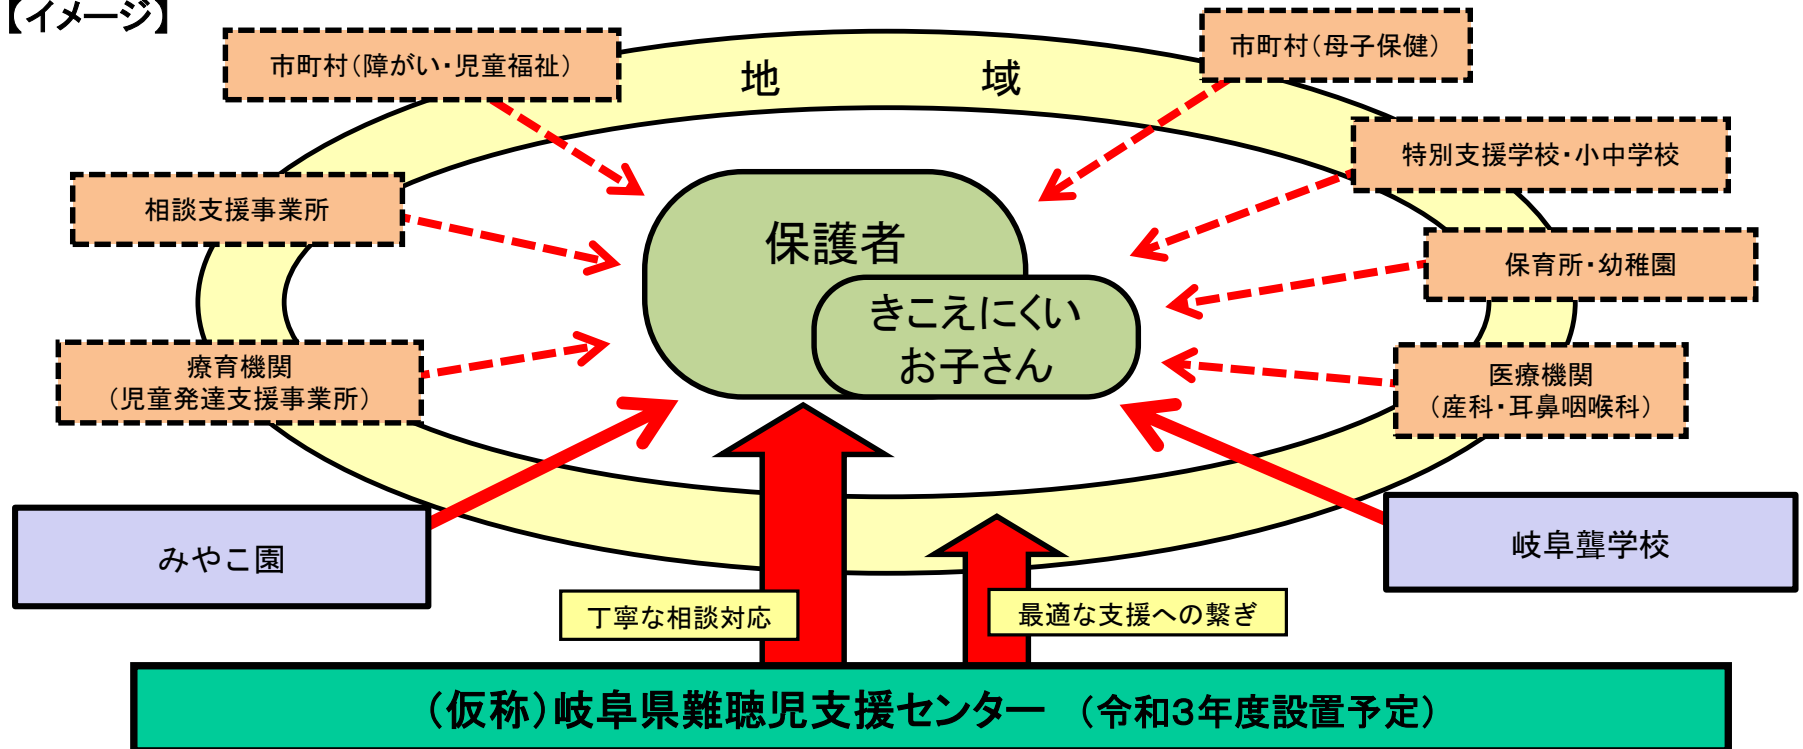 【イメージ】
市町村（障がい・児童福祉）
市町村（母子保健）
地　域
特別支援学校・小中学校
相談支援事業所
保護者
保育所・幼稚園
きこえにくい
お子さん
療育機関
（児童発達支援事業所）
医療機関
（産科・耳鼻咽喉科）
みやこ園
岐阜聾学校
丁寧な相談対応
最適な支援への繋ぎ
（仮称）岐阜県難聴児支援センター　（令和３年度設置予定）